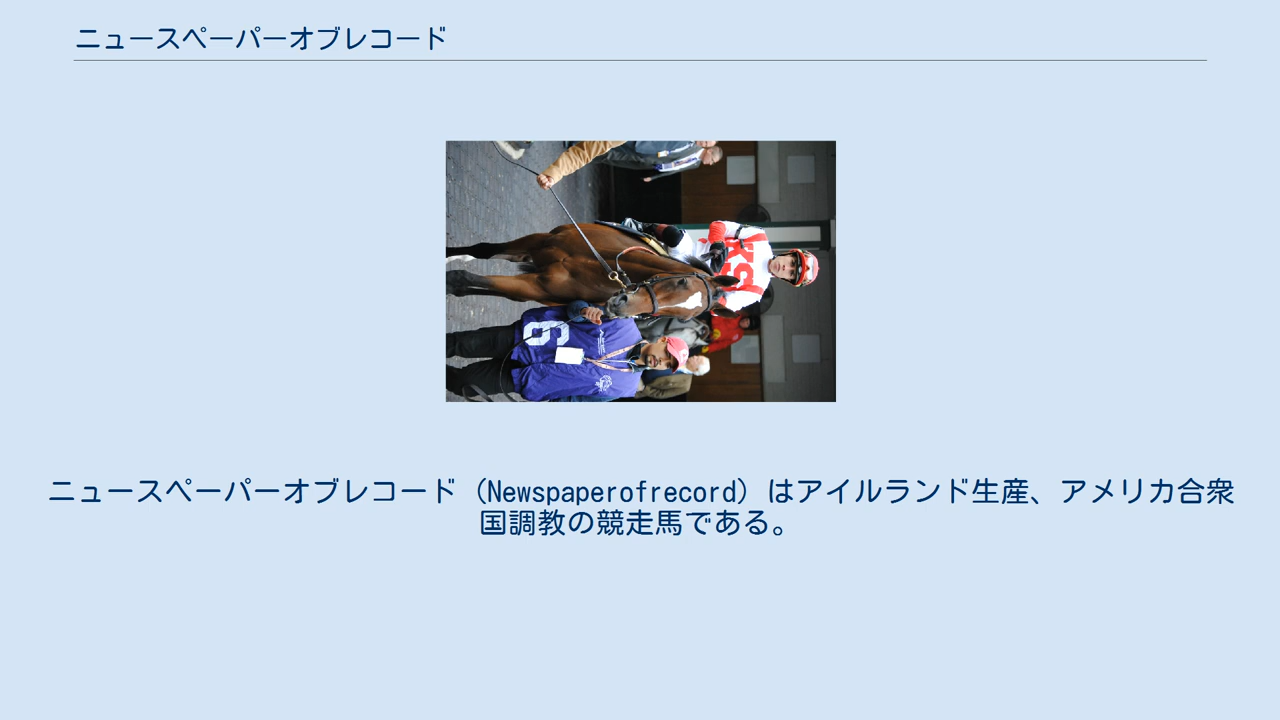 ニュースペーパーオブレコード
6
ニュースペーパーオブレコード（Newspaperofrecord）はアイルランド生産、アメリカ合衆
国調教の競走馬である。